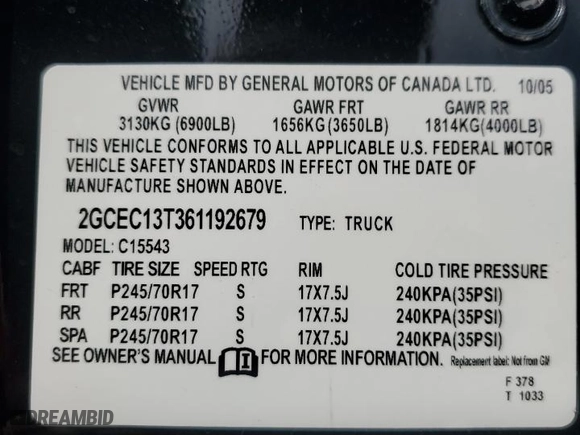 VEHICLE MFD BY GENERAL MOTORS OF CANADA LTD. 10/05
GVWR GAWR FRT GAWR RR
3130KG (6900LB) 1656KG (3650LB) 1814KG(4000LB)
THIS VEHICLE CONFORMS TO ALL APPLICABLE U.S. FEDERAL MOTOR
VEHICLE SAFETY STANDARDS IN EFFECT ON THE DATE OF
MANUFACTURE SHOWN ABOVE.
2GCEC13T361192679 TYPE: TRUCK
MODEL: C15543
CABF TIRE SIZE SPEED RTG RIM COLD TIRE PRESSURE
FRT P245/70R17 S 17X7.5J 240KPA(35PSI)
RR P245/70R17 S 17X7.5J 240KPA(35PSI)
SPA P245/70R17 S 17X7.5J 240KPA(35PSI)
SEE OWNER'S MANUAL FOR MORE INFORMATION. Replacement label: Not from GM
F 378
T 1033
DREAMBID